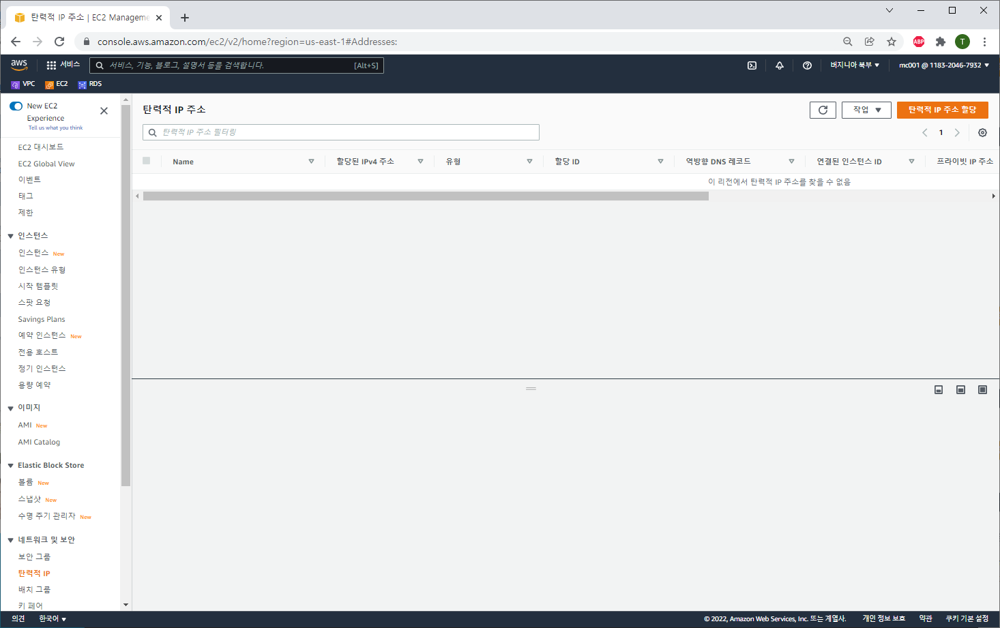 탄력적 IP 주소 | EC2 Manageme
console.aws.amazon.com/ec2/v2/home?region=us-east-1#Addresses:
ABP
T
aws
서비스
서비스, 기능, 블로그, 설명서 등을 검색합니다.
[Alt+S]
버지니아 북부
mc001 @ 1183-2046-7932
VPC
EC2
RDS
New EC2
Experience
Tell us what you think
EC2 대시보드
EC2 Global View
이벤트
태그
제한
인스턴스
인스턴스 New
인스턴스 유형
시작 템플릿
스팟 요청
Savings Plans
예약 인스턴스 New
전용 호스트
정기 인스턴스
용량 예약
이미지
AMI New
AMI Catalog
Elastic Block Store
볼륨 New
스냅샷 New
수명 주기 관리자 New
네트워크 및 보안
보안 그룹
탄력적 IP
배치 그룹
키 페어
탄력적 IP 주소
작업
탄력적 IP 주소 할당
탄력적 IP 주소 필터링
1
Name
할당된 IPv4 주소
유형
할당 ID
역방향 DNS 레코드
연결된 인스턴스 ID
프라이빗 IP 주소
이 리전에서 탄력적 IP 주소를 찾을 수 없음
의견
한국어
© 2022, Amazon Web Services, Inc. 또는 계열사.
개인 정보 보호
약관
쿠키 기본 설정